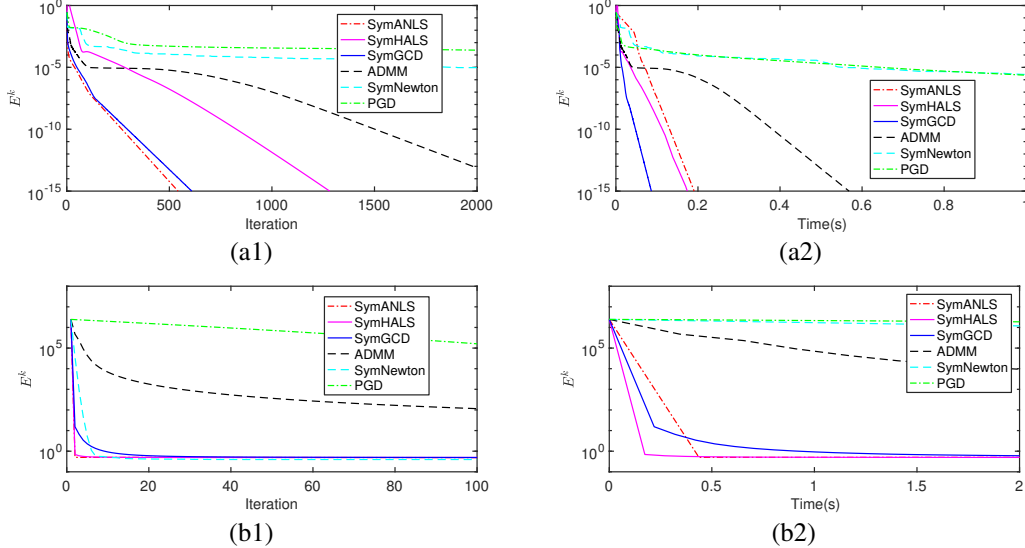 10^0
10^-5
10^-10
10^-15
E^k
0
500
1000
1500
2000
Iteration
SymANLS
SymHALS
SymGCD
ADMM
SymNewton
PGD
(a1)
10^0
10^-5
10^-10
10^-15
E^k
0
0.2
0.4
0.6
0.8
1
Time(s)
SymANLS
SymHALS
SymGCD
ADMM
SymNewton
PGD
(a2)
10^5
10^0
E^k
0
20
40
60
80
100
Iteration
SymANLS
SymHALS
SymGCD
ADMM
SymNewton
PGD
(b1)
10^5
10^0
E^k
0
0.5
1
1.5
2
Time(s)
SymANLS
SymHALS
SymGCD
ADMM
SymNewton
PGD
(b2)